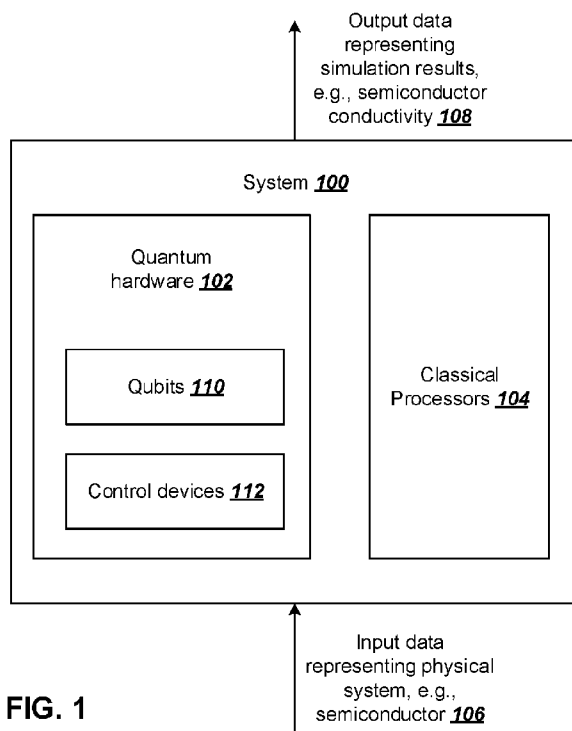 Output data
representing
simulation results,
e.g., semiconductor
conductivity 108
System 100
Quantum
hardware 102
Qubits 110
Control devices 112
Classical
Processors 104
Input data
representing physical
system, e.g.,
semiconductor 106
FIG. 1